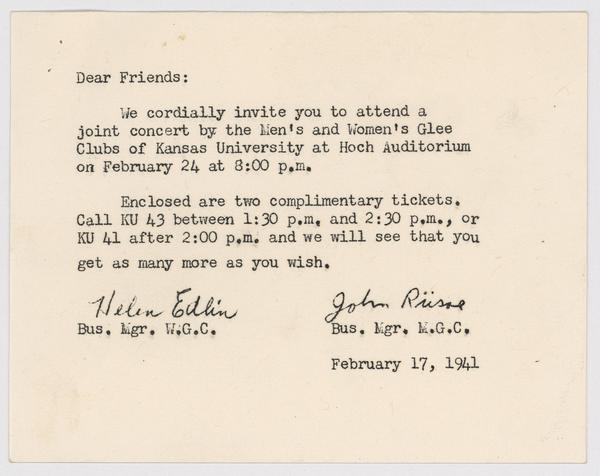 Dear Friends:
We cordially invite you to attend a
joint concert by the Men's and Women's Glee
Clubs of Kansas University at Hoch Auditorium
on February 24 at 8:00 p.m.
Enclosed are two complimentary tickets.
Call KU 43 between 1:30 p.m. and 2:30 p.m., or
KU 41 after 2:00 p.m. and we will see that you
get as many more as you wish.
Helen Edlin John
Bus. Mgr. W.G.C. Bus. Mgr. M.G.C.
February 17, 1941